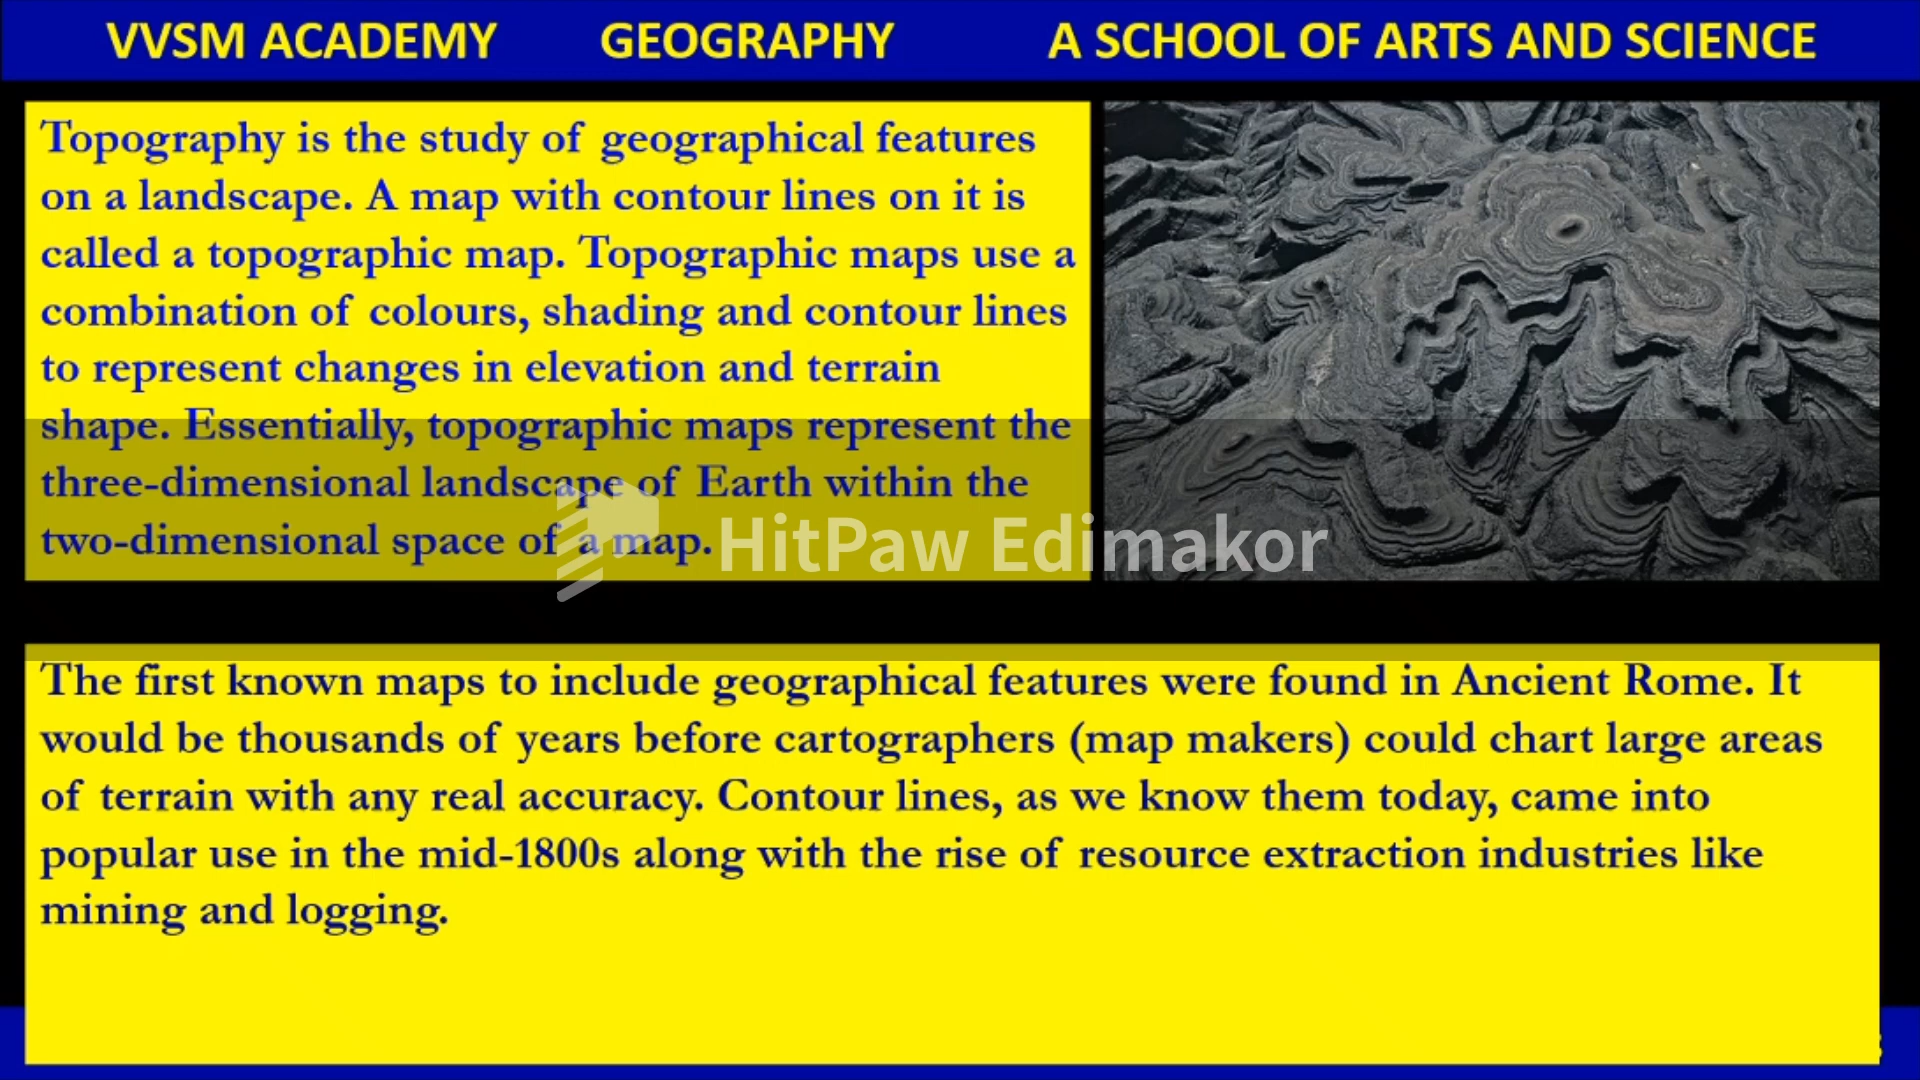 VVSM ACADEMY GEOGRAPHY A SCHOOL OF ARTS AND SCIENCE
Topography is the study of geographical features
on a landscape. A map with contour lines on it is
called a topographic map. Topographic maps use a
combination of colours, shading and contour lines
to represent changes in elevation and terrain
shape. Essentially, topographic maps represent the
three-dimensional landscape of Earth within the
two-dimensional space of a map.
HitPaw Edimakor
The first known maps to include geographical features were found in Ancient Rome. It
would be thousands of years before cartographers (map makers) could chart large areas
of terrain with any real accuracy. Contour lines, as we know them today, came into
popular use in the mid-1800s along with the rise of resource extraction industries like
mining and logging.